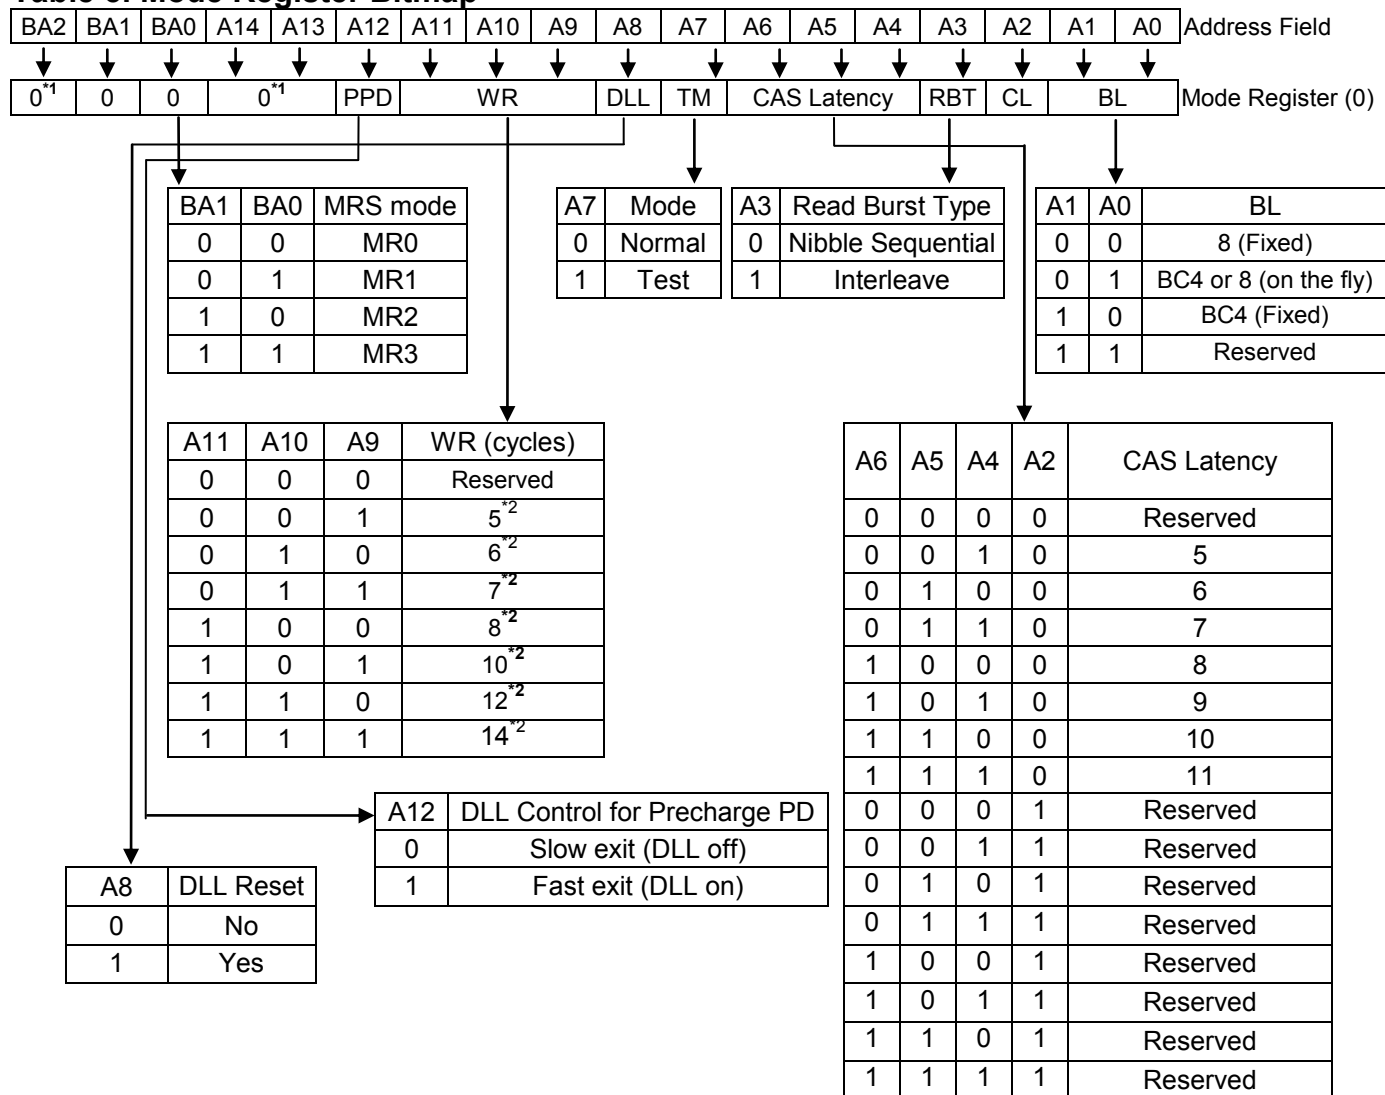 Table 6. Mode Register Bitmap
BA2 BA1 BA0 A14 A13 A12 A11 A10 A9 A8 A7 A6 A5 A4 A3 A2 A1 A0 Address Field
0*1 0 0 0*1 PPD WR DLL TM CAS Latency RBT CL BL Mode Register (0)
BA1 BA0 MRS mode
0 0 MR0
0 1 MR1
1 0 MR2
1 1 MR3
A7 Mode
0 Normal
1 Test
A3 Read Burst Type
0 Nibble Sequential
1 Interleave
A1 A0 BL
0 0 8 (Fixed)
0 1 BC4 or 8 (on the fly)
1 0 BC4 (Fixed)
1 1 Reserved
A11 A10 A9 WR (cycles)
0 0 0 Reserved
0 0 1 5*2
0 1 0 6*2
0 1 1 7*2
1 0 0 8*2
1 0 1 10*2
1 1 0 12*2
1 1 1 14*2
A6 A5 A4 A2 CAS Latency
0 0 0 0 Reserved
0 0 1 0 5
0 1 0 0 6
0 1 1 0 7
1 0 0 0 8
1 0 1 0 9
1 1 0 0 10
1 1 1 0 11
0 0 0 1 Reserved
0 0 1 1 Reserved
0 1 0 1 Reserved
0 1 1 1 Reserved
1 0 0 1 Reserved
1 0 1 1 Reserved
1 1 0 1 Reserved
1 1 1 1 Reserved
A12 DLL Control for Precharge PD
0 Slow exit (DLL off)
1 Fast exit (DLL on)
A8 DLL Reset
0 No
1 Yes